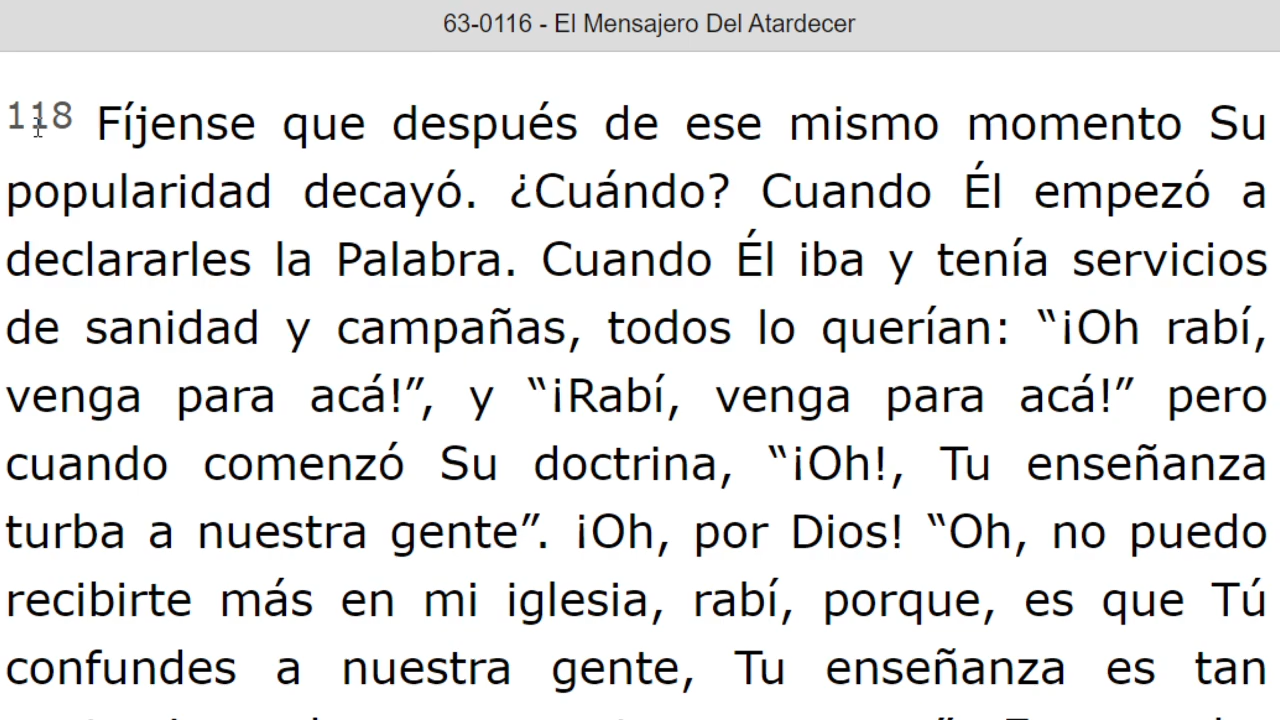 63-0116 - El Mensajero Del Atardecer
118 Fíjense que después de ese mismo momento Su
popularidad decayó. ¿Cuándo? Cuando Él empezó a
declararles la Palabra. Cuando Él iba y tenía servicios
de sanidad y campañas, todos lo querían: “¡Oh rabí,
venga para acá!”, y “¡Rabí, venga para acá!” pero
cuando comenzó Su doctrina, “¡Oh!, Tu enseñanza
turba a nuestra gente”. ¡Oh, por Dios! “Oh, no puedo
recibirte más en mi iglesia, rabí, porque, es que Tú
confundes a nuestra gente, Tu enseñanza es tan